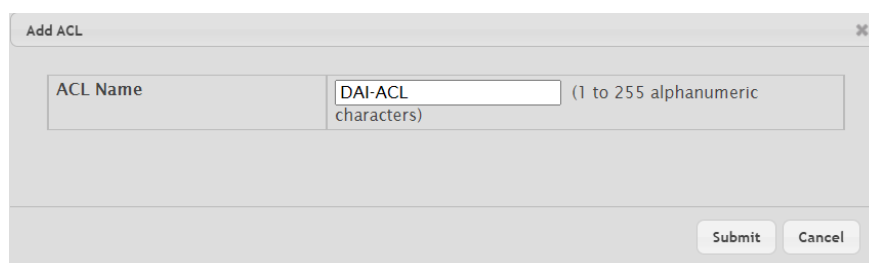 Add ACL
ACL Name
DAI-ACL (1 to 255 alphanumeric
characters)
Submit Cancel